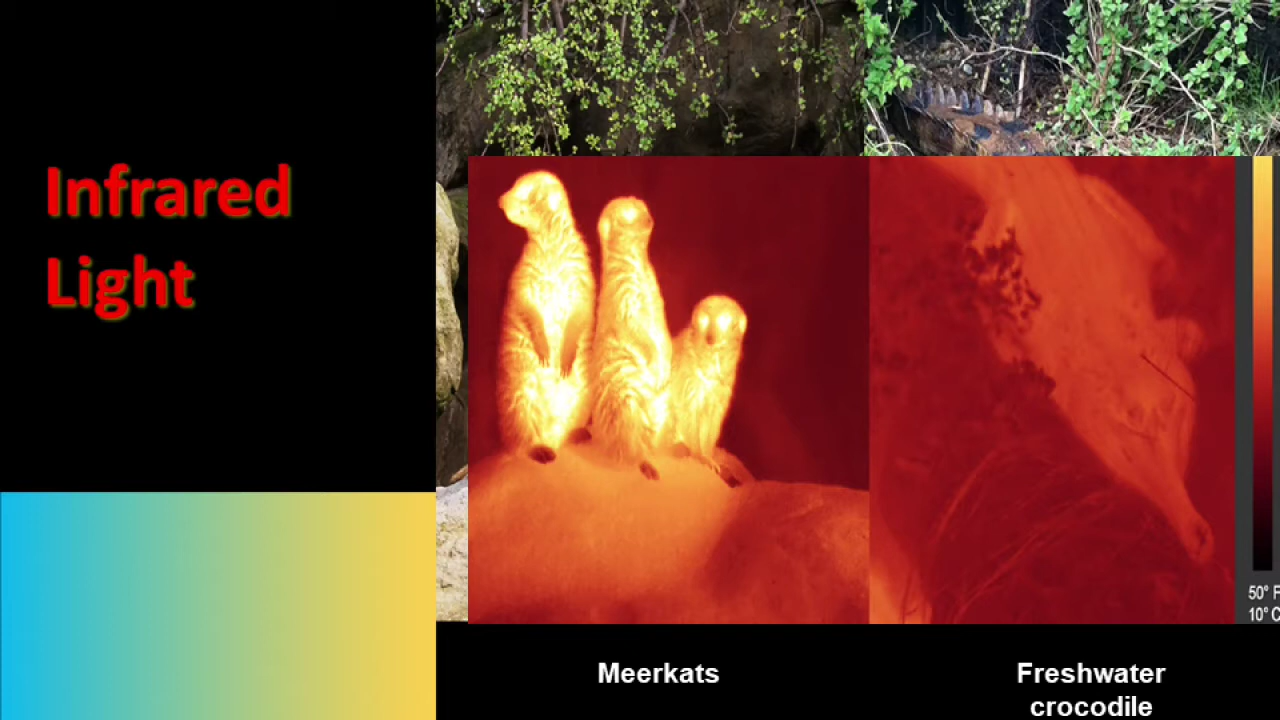 Infrared
Light
50° F
10° C
Meerkats
Freshwater
crocodile